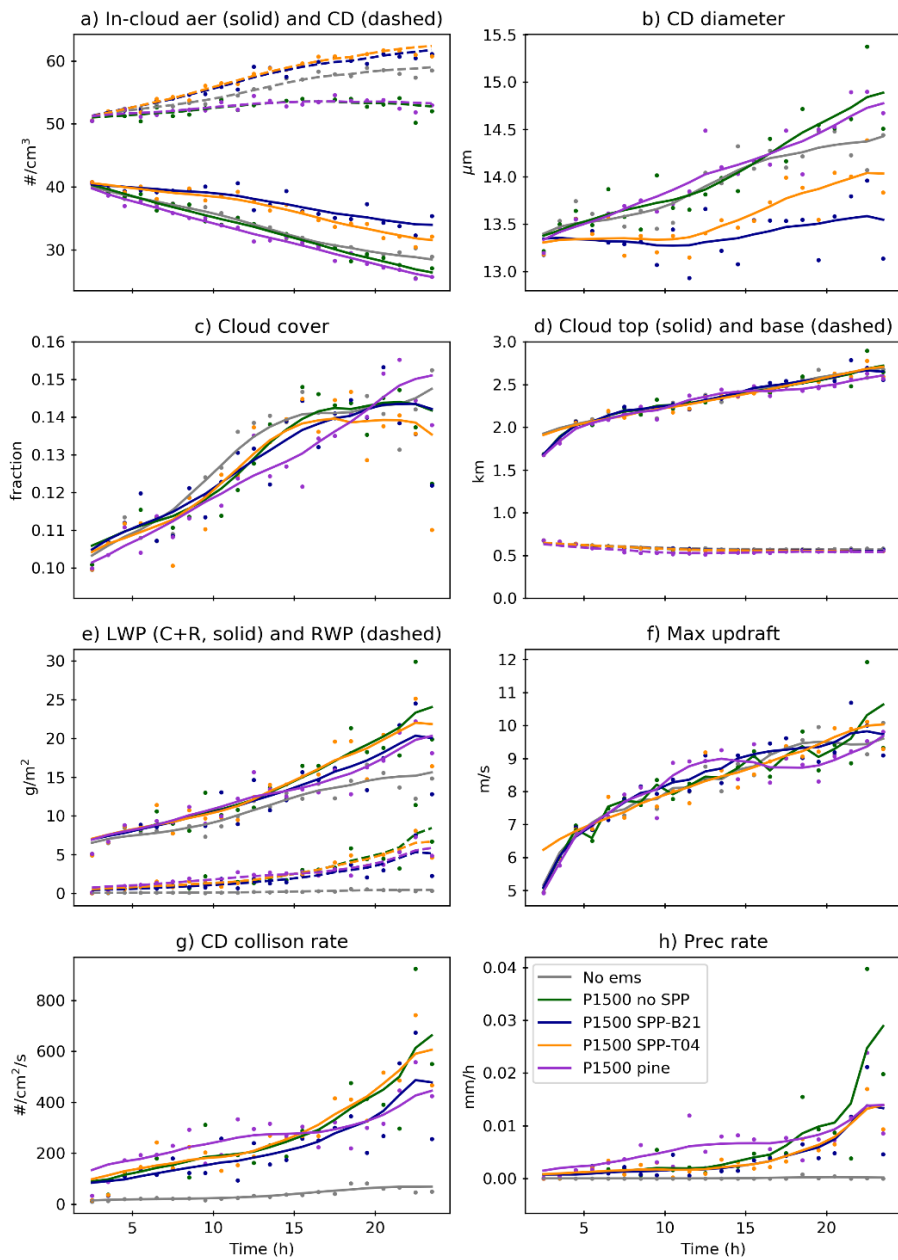 a) In-cloud aer (solid) and CD (dashed)
60
50
40
30
#/cm³
b) CD diameter
15.5
15.0
14.5
14.0
13.5
13.0
μm
c) Cloud cover
0.16
0.15
0.14
0.13
0.12
0.11
0.10
fraction
d) Cloud top (solid) and base (dashed)
3.0
2.5
2.0
1.5
1.0
0.5
0.0
km
e) LWP (C+R, solid) and RWP (dashed)
30
25
20
15
10
5
0
g/m²
f) Max updraft
12
11
10
9
8
7
6
5
m/s
g) CD collison rate
800
600
400
200
0
#/cm²/s
5 10 15 20
Time (h)
h) Prec rate
0.04
0.03
0.02
0.01
0.00
mm/h
No ems
P1500 no SPP
P1500 SPP-B21
P1500 SPP-T04
P1500 pine
5 10 15 20
Time (h)